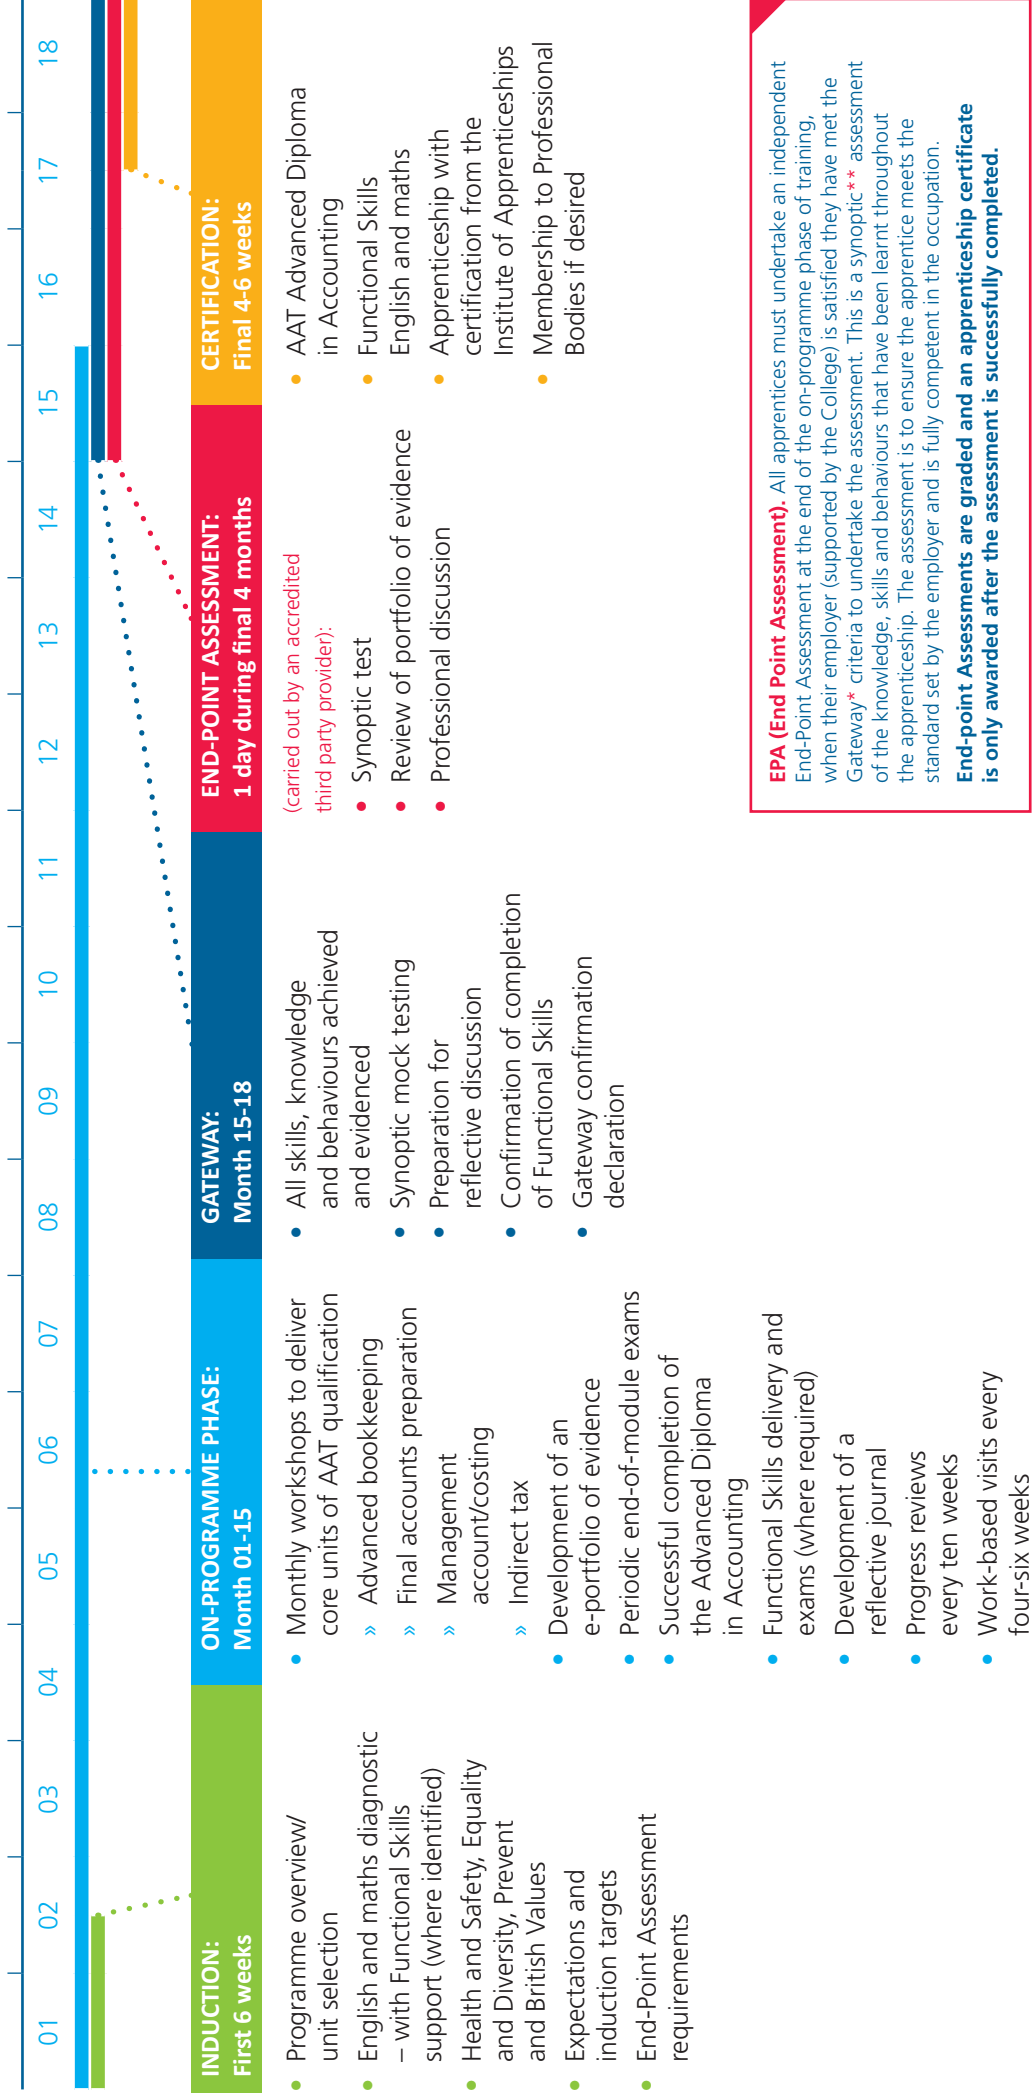 01 02 03 04 05 06 07 08 09 10 11 12 13 14 15 16 17 18
INDUCTION:
First 6 weeks
• Programme overview/
unit selection
• English and maths diagnostic
– with Functional Skills
support (where identified)
• Health and Safety, Equality
and Diversity, Prevent
and British Values
• Expectations and
induction targets
• End-Point Assessment
requirements
ON-PROGRAMME PHASE:
Month 01-15
• Monthly workshops to deliver
core units of AAT qualification
» Advanced bookkeeping
» Final accounts preparation
» Management
account/costing
» Indirect tax
• Development of an
e-portfolio of evidence
• Periodic end-of-module exams
• Successful completion of
the Advanced Diploma
in Accounting
• Functional Skills delivery and
exams (where required)
• Development of a
reflective journal
• Progress reviews
every ten weeks
• Work-based visits every
four-six weeks
GATEWAY:
Month 15-18
• All skills, knowledge
and behaviours achieved
and evidenced
• Synoptic mock testing
• Preparation for
reflective discussion
• Confirmation of completion
of Functional Skills
• Gateway confirmation
declaration
END-POINT ASSESSMENT:
1 day during final 4 months
(carried out by an accredited
third party provider):
• Synoptic test
• Review of portfolio of evidence
• Professional discussion
CERTIFICATION:
Final 4-6 weeks
• AAT Advanced Diploma
in Accounting
• Functional Skills
English and maths
• Apprenticeship with
certification from the
Institute of Apprenticeships
• Membership to Professional
Bodies if desired
EPA (End Point Assessment). All apprentices must undertake an independent
End-Point Assessment at the end of the on-programme phase of training,
when their employer (supported by the College) is satisfied they have met the
Gateway* criteria to undertake the assessment. This is a synoptic** assessment
of the knowledge, skills and behaviours that have been learnt throughout
the apprenticeship. The assessment is to ensure the apprentice meets the
standard set by the employer and is fully competent in the occupation.
End-point Assessments are graded and an apprenticeship certificate
is only awarded after the assessment is successfully completed.